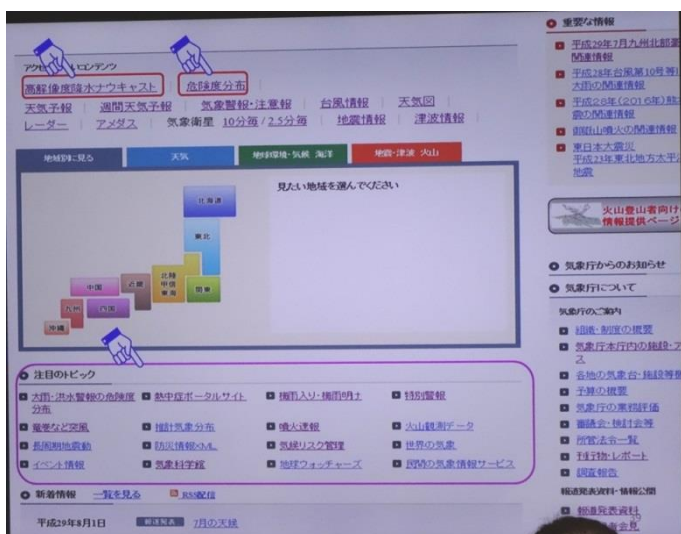 アクセ コンテンツ
高解像度降水ナウキャスト | 危険度分布
天気予報 | 週間天気予報 | 気象警報・注意報 | 台風情報 | 天気図 |
レーダー | アメダス | 気象衛星 10分毎/2.5分毎 | 地震情報 | 津波情報 |
地域別に見る
天気
地球環境・気候 海洋
地震・津波 火山
見たい地域を選んでください
北海道
東北
北陸
甲信
東海
関東
近畿
中国
四国
九州
沖縄
注目のトピック
大雨・洪水警報の危険度分布
熱中症ポータルサイト
梅雨入り・梅雨明け
特別警報
竜巻など突風
推計気象分布
噴火速報
火山観測データ
長周期地震動
防災情報XML
気候リスク管理
世界の気象
イベント情報
気象科学館
地球ウォッチャーズ
民間の気象情報サービス
新着情報 一覧を見る RSS配信
平成29年8月1日 報道発表 7月の天候
重要な情報
平成29年7月九州北部豪
関連情報
平成28年台風第10号等
大雨の関連情報
平成28年(2016年)熊
震の関連情報
御嶽山噴火の関連情報
東日本大震災
平成23年東北地方太平
地震
火山登山者向け
情報提供ページ
気象庁からのお知らせ
気象庁について
気象庁のご案内
組織・制度の概要
気象庁本庁内の施設・ア
ス
各地の気象台・施設等
予算の概要
気象庁の業務評価
審議会・検討会等
所管法令一覧
刊行物・レポート
調査報告
報道発表資料・情報公開
報道発表資料
会見
39